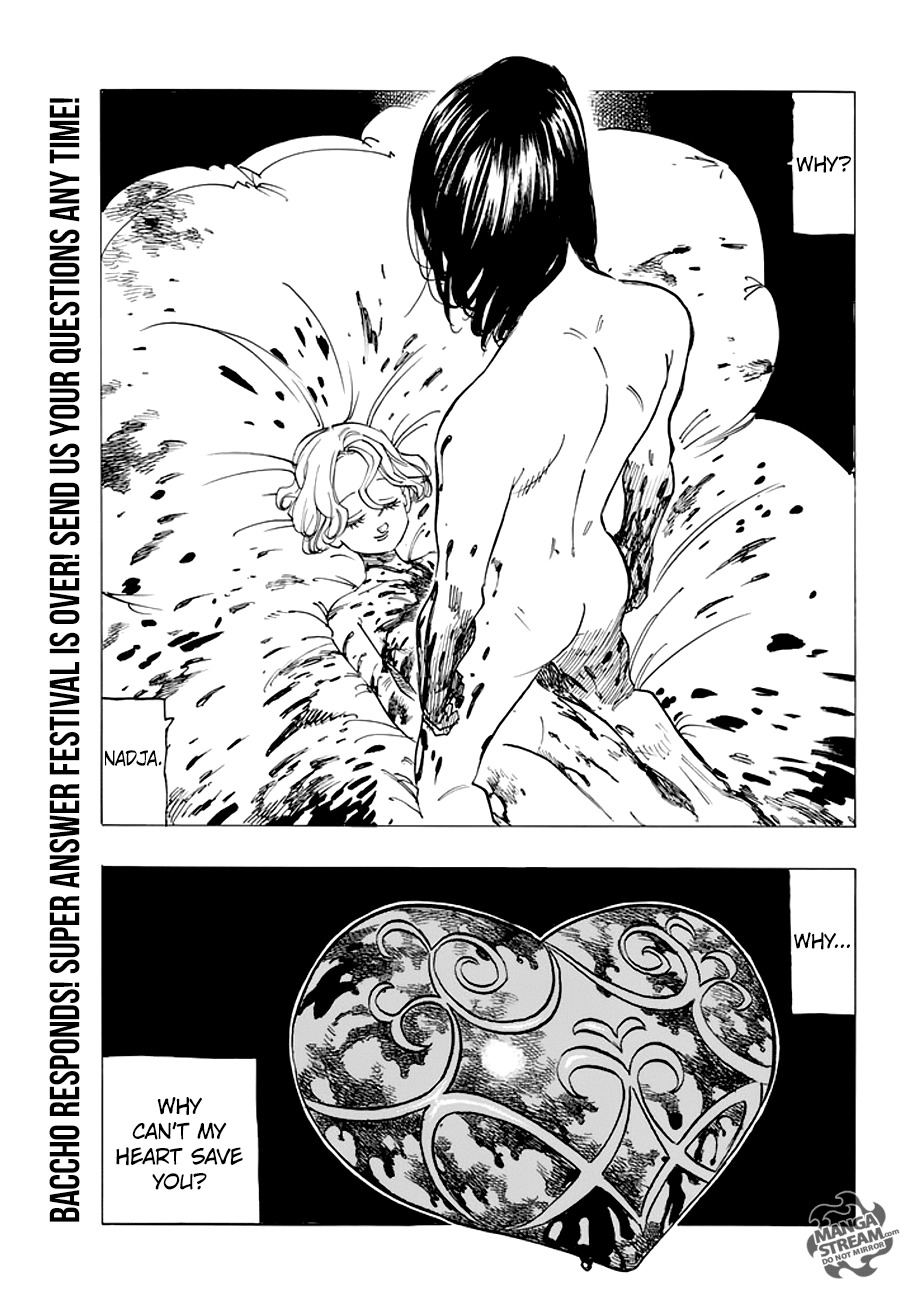 BACCHO RESPONDS! SUPER ANSWER FESTIVAL IS OVER! SEND US YOUR QUESTIONS ANY TIME!
WHY?
NADJA.
WHY...
WHY
CAN'T MY
HEART SAVE
YOU?
MANGA
STREAM.com
DO NOT MIRROR